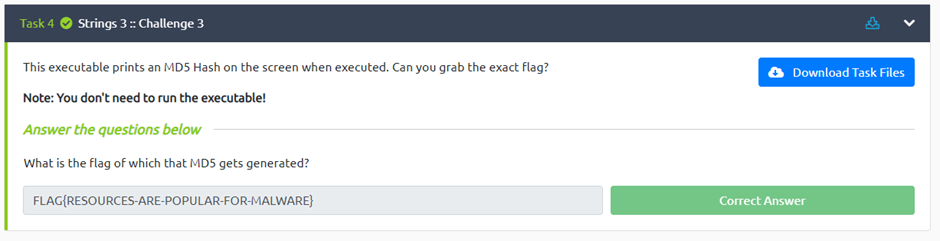 Task 4 Strings 3 :: Challenge 3
This executable prints an MD5 Hash on the screen when executed. Can you grab the exact flag?
Download Task Files
Note: You don't need to run the executable!
Answer the questions below
What is the flag of which that MD5 gets generated?
FLAG{RESOURCES-ARE-POPULAR-FOR-MALWARE}
Correct Answer